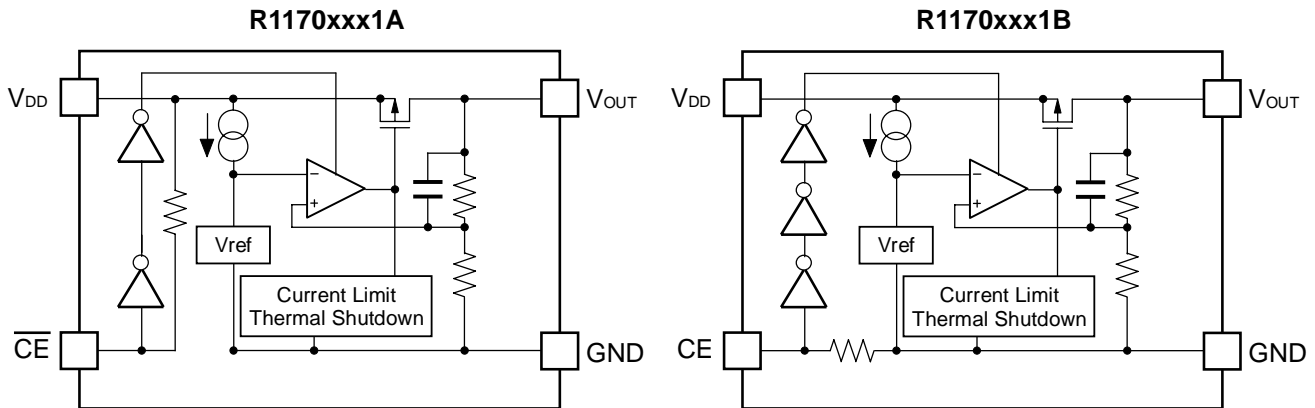 R1170xxx1A
VDD
VOUT
−
+
Vref
Current Limit
Thermal Shutdown
CE
GND
R1170xxx1B
VDD
VOUT
−
+
Vref
Current Limit
Thermal Shutdown
CE
GND